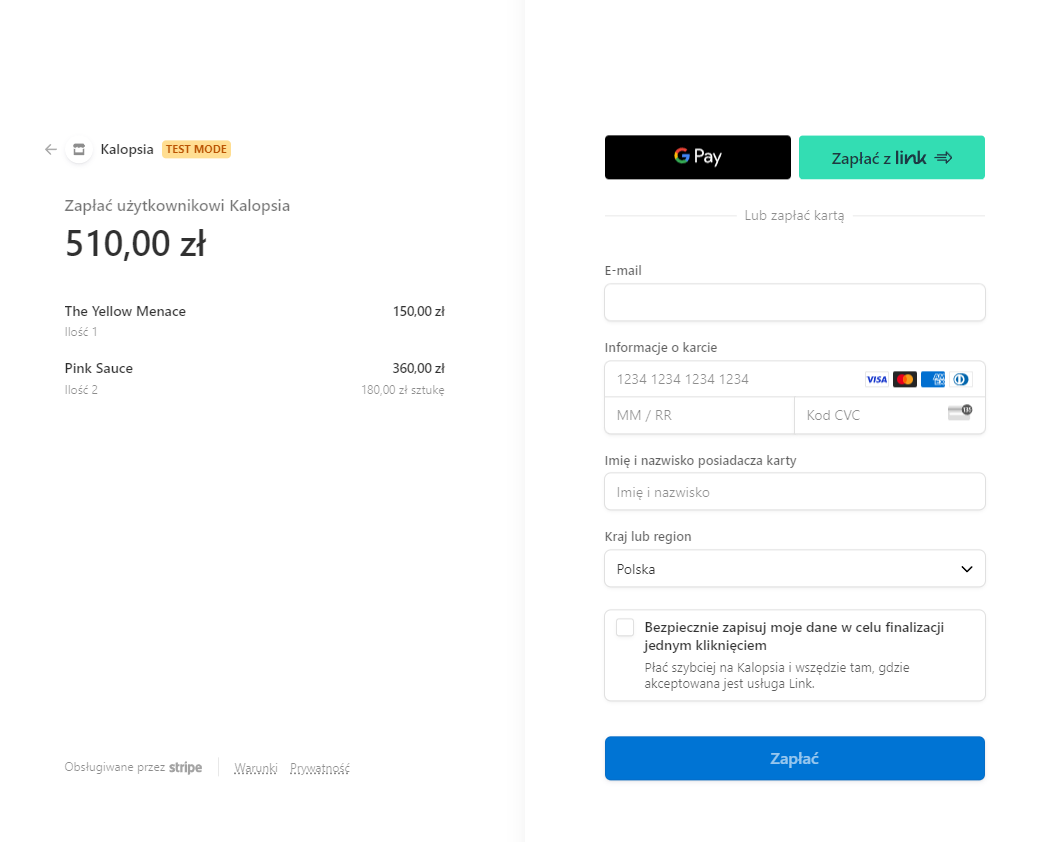 Kalopsia TEST MODE
Zapłać użytkownikowi Kalopsia
510,00 zł
The Yellow Menace 150,00 zł
Ilość 1
Pink Sauce 360,00 zł
Ilość 2 180,00 zł sztukę
Obsługiwane przez stripe Warunki Prywatność
G Pay Zapłać z link
Lub zapłać kartą
E-mail
Informacje o karcie
1234 1234 1234 1234 VISA
MM / RR Kod CVC
Imię i nazwisko posiadacza karty
Imię i nazwisko
Kraj lub region
Polska
Bezpiecznie zapisuj moje dane w celu finalizacji
jednym kliknięciem
Płać szybciej na Kalopsia i wszędzie tam, gdzie
akceptowana jest usługa Link.
Zapłać